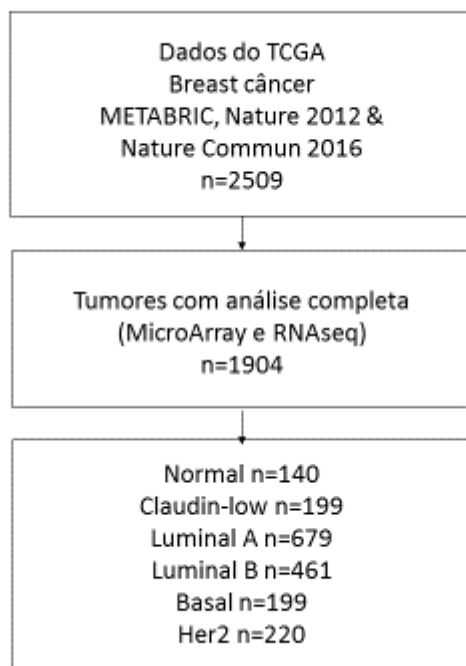 Dados do TCGA
Breast câncer
METABRIC, Nature 2012 &
Nature Commun 2016
n=2509
Tumores com análise completa
(MicroArray e RNAseq)
n=1904
Normal n=140
Claudin-low n=199
Luminal A n=679
Luminal B n=461
Basal n=199
Her2 n=220